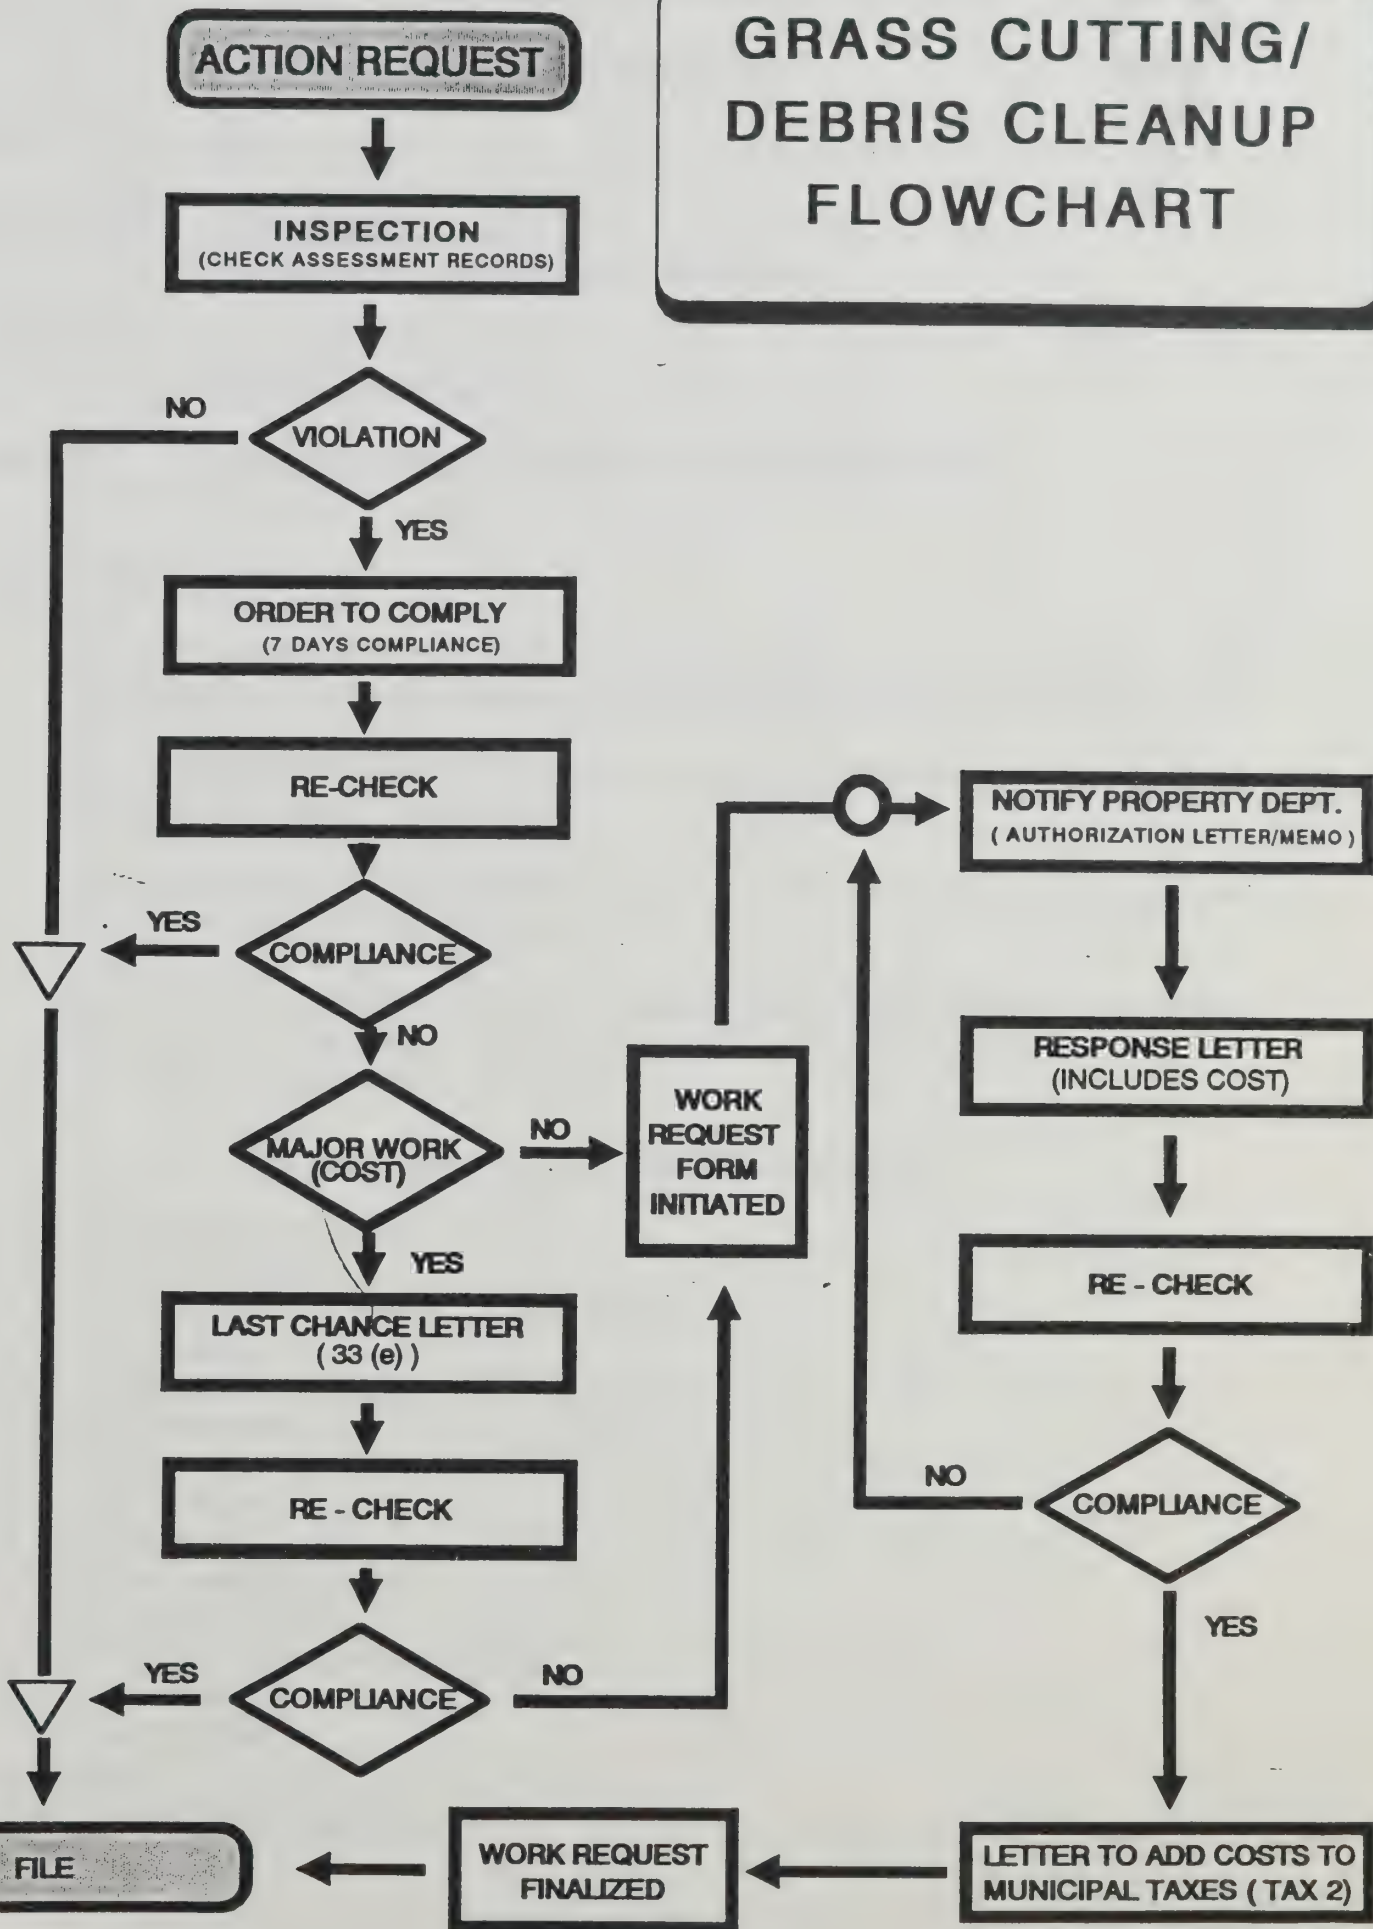 GRASS CUTTING/
DEBRIS CLEANUP
FLOWCHART
ACTION REQUEST
INSPECTION
(CHECK ASSESSMENT RECORDS)
VIOLATION
NO
YES
ORDER TO COMPLY
(7 DAYS COMPLIANCE)
RE-CHECK
COMPLIANCE
YES
NO
MAJOR WORK
(COST)
NO
YES
WORK
REQUEST
FORM
INITIATED
LAST CHANCE LETTER
( 33 (e) )
RE - CHECK
COMPLIANCE
YES
NO
NOTIFY PROPERTY DEPT.
( AUTHORIZATION LETTER/MEMO )
RESPONSE LETTER
(INCLUDES COST)
RE - CHECK
COMPLIANCE
NO
YES
LETTER TO ADD COSTS TO
MUNICIPAL TAXES ( TAX 2)
WORK REQUEST
FINALIZED
FILE